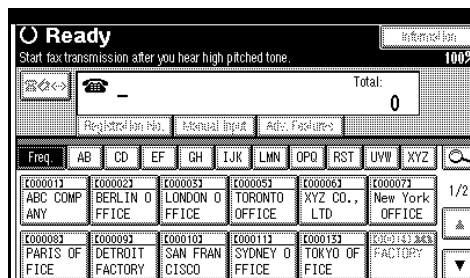 Ready
Information
Start fax transmission after you hear high pitched tone.
100%
Total:
0
Registration No.
Manual Input
Adv. Features
Freq.
AB
CD
EF
GH
IJK
LMN
OPQ
RST
UVW
XYZ
[00001]
ABC COMP
ANY
[00002]
BERLIN O
FFICE
[00003]
LONDON O
FFICE
[00005]
TORONTO
OFFICE
[00006]
XYZ CO.,
LTD
[00007]
New York
OFFICE
1/2
[00008]
PARIS OF
FICE
[00009]
DETROIT
FACTORY
[00010]
SAN FRAN
CISCO
[00011]
SYDNEY O
FFICE
[00013]
TOKYO OF
FICE
[00014]
FACTORY